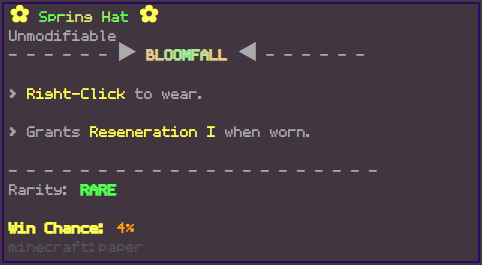 ✿ Spring Hat ✿
Unmodifiable
- - - - - - ▶ BLOOMFALL ◀ - - - - - -
> Right-Click to wear.
> Grants Regeneration I when worn.
- - - - - - - - - - - - - - - - - - - - - -
Rarity: RARE
Win Chance: 4%
minecraft:paper